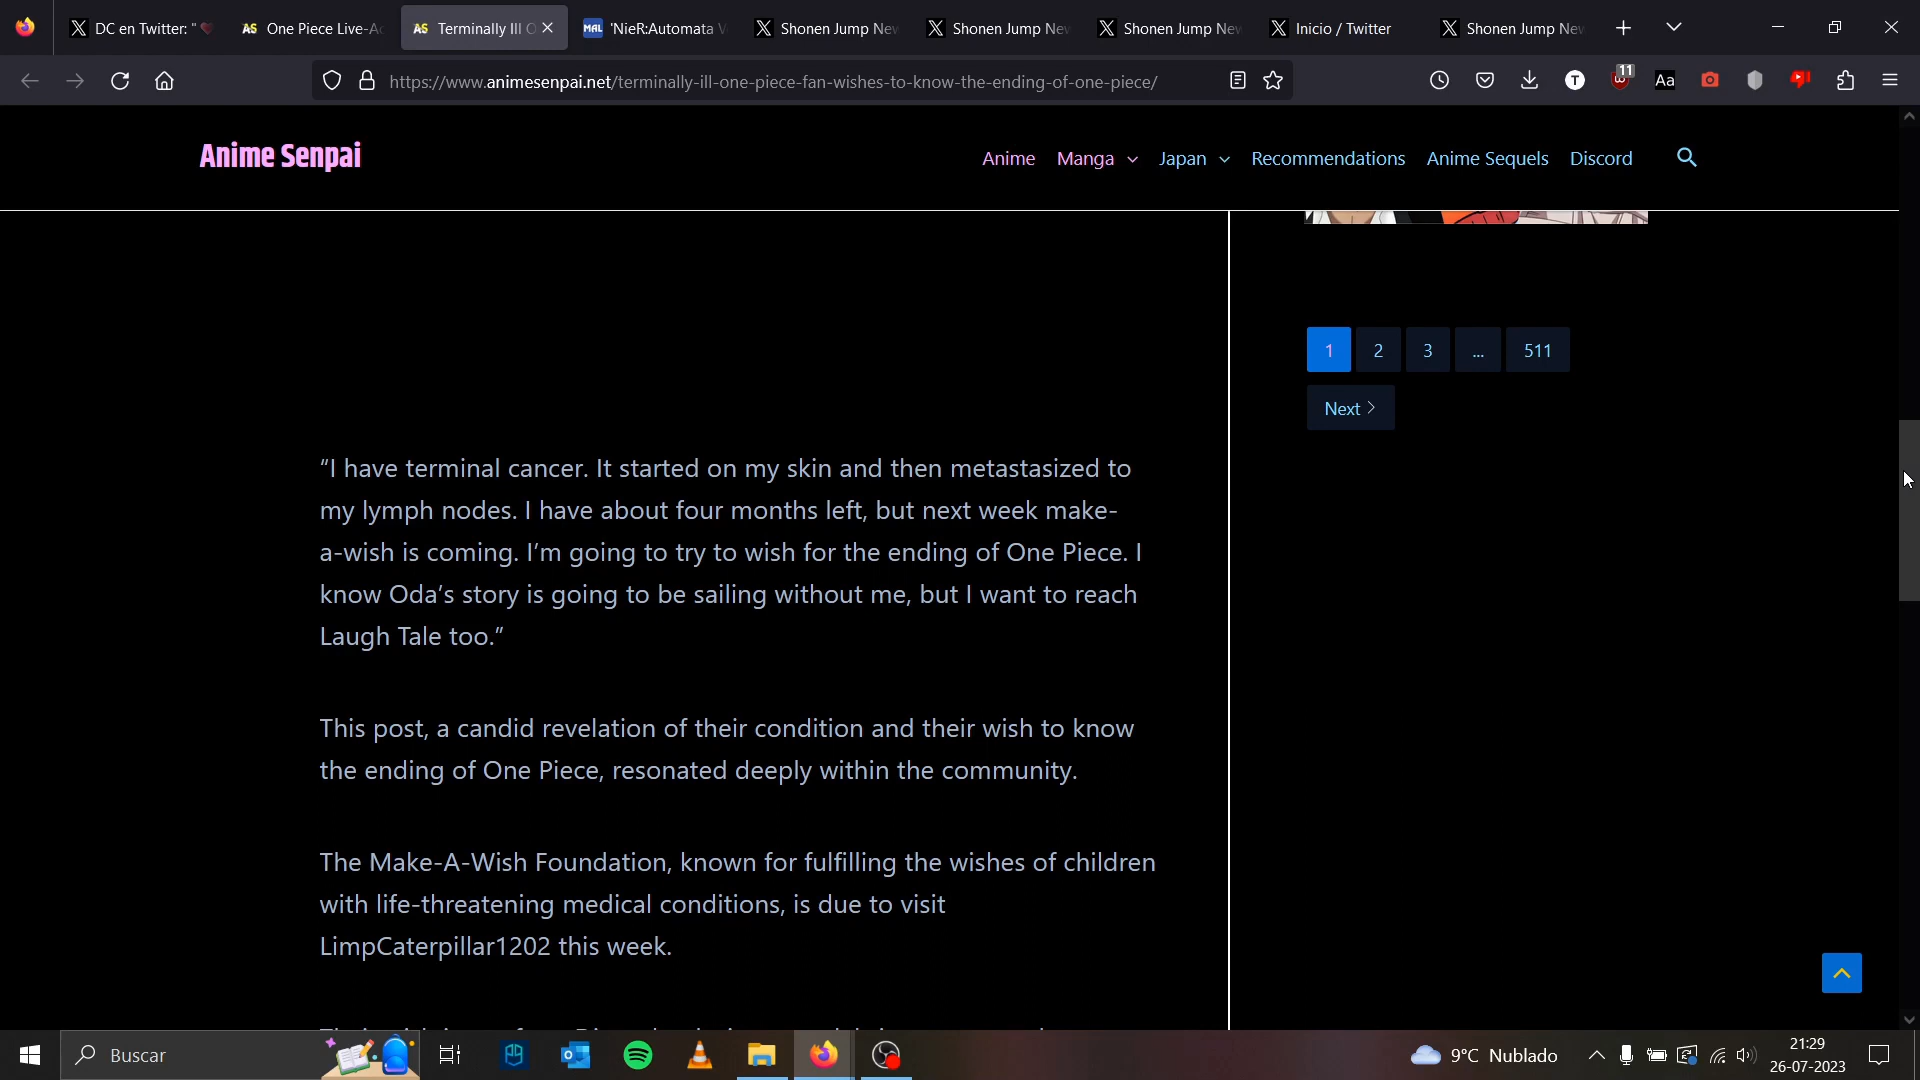 DC en Twitter: "
One Piece Live-Ac
Terminally Ill O
'NieR:Automata V
Shonen Jump New
Shonen Jump New
Shonen Jump New
Inicio / Twitter
Shonen Jump New
https://www.animesenpai.net/terminally-ill-one-piece-fan-wishes-to-know-the-ending-of-one-piece/
11
Anime Senpai
Anime
Manga
Japan
Recommendations
Anime Sequels
Discord
1
2
3
...
511
Next
“I have terminal cancer. It started on my skin and then metastasized to
my lymph nodes. I have about four months left, but next week make-
a-wish is coming. I’m going to try to wish for the ending of One Piece. I
know Oda’s story is going to be sailing without me, but I want to reach
Laugh Tale too.”
This post, a candid revelation of their condition and their wish to know
the ending of One Piece, resonated deeply within the community.
The Make-A-Wish Foundation, known for fulfilling the wishes of children
with life-threatening medical conditions, is due to visit
LimpCaterpillar1202 this week.
Buscar
9°C Nublado
21:29
26-07-2023